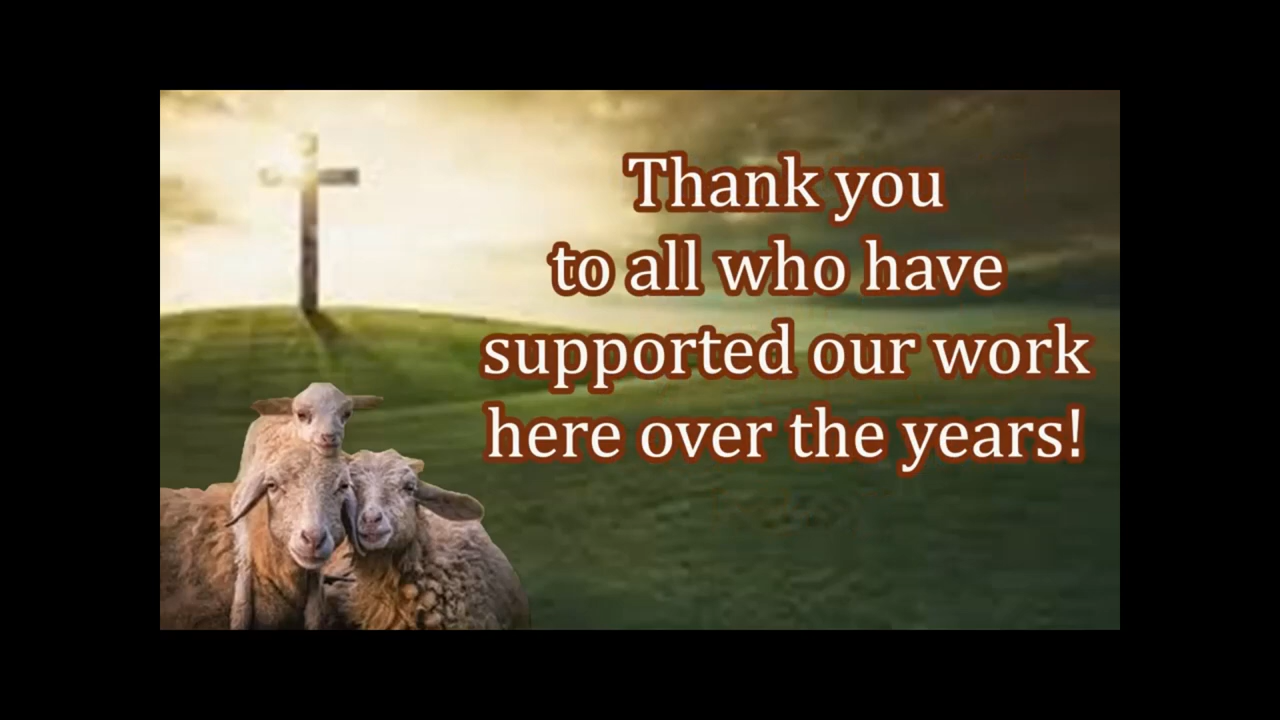 Thank you
to all who have
supported our work
here over the years!